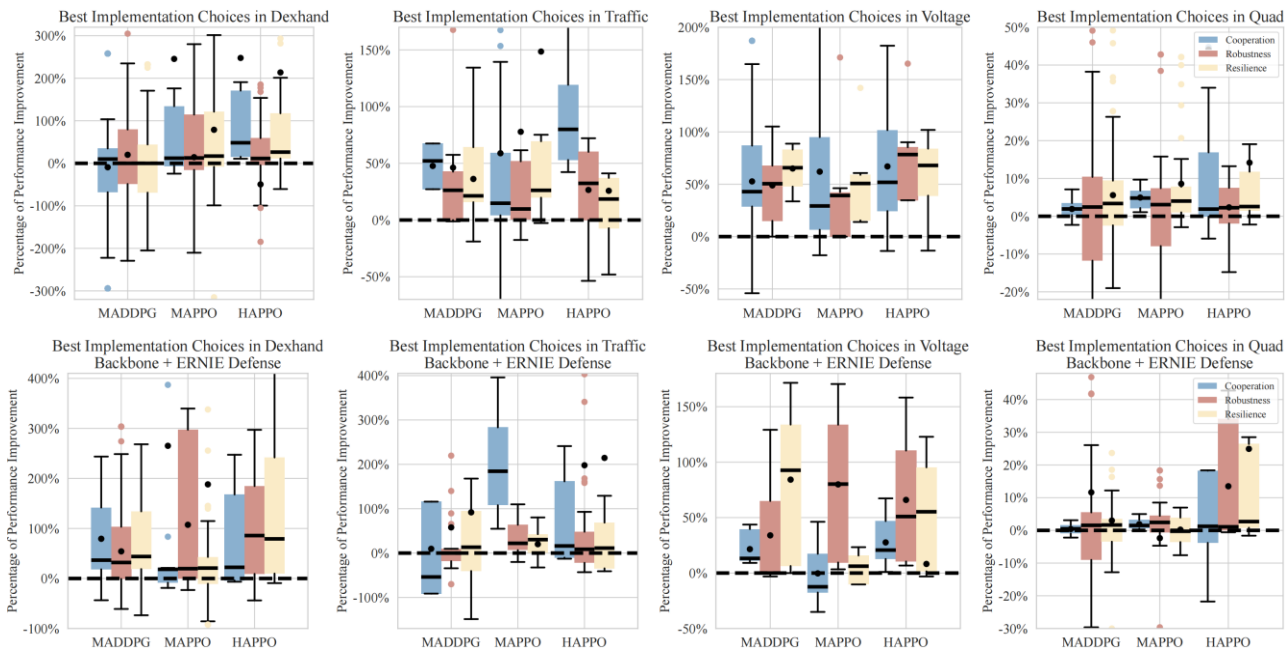 Best Implementation Choices in Dexhand
Percentage of Performance Improvement
300%
200%
100%
0%
-100%
-200%
-300%
MADDPG MAPPO HAPPO
Best Implementation Choices in Traffic
Percentage of Performance Improvement
150%
100%
50%
0%
-50%
MADDPG MAPPO HAPPO
Best Implementation Choices in Voltage
Percentage of Performance Improvement
200%
150%
100%
50%
0%
-50%
MADDPG MAPPO HAPPO
Best Implementation Choices in Quad
Percentage of Performance Improvement
50%
40%
30%
20%
10%
0%
-10%
-20%
Cooperation
Robustness
Resilience
MADDPG MAPPO HAPPO
Best Implementation Choices in Dexhand
Backbone + ERNIE Defense
Percentage of Performance Improvement
400%
300%
200%
100%
0%
-100%
MADDPG MAPPO HAPPO
Best Implementation Choices in Traffic
Backbone + ERNIE Defense
Percentage of Performance Improvement
400%
300%
200%
100%
0%
-100%
MADDPG MAPPO HAPPO
Best Implementation Choices in Voltage
Backbone + ERNIE Defense
Percentage of Performance Improvement
150%
100%
50%
0%
-50%
MADDPG MAPPO HAPPO
Best Implementation Choices in Quad
Backbone + ERNIE Defense
Percentage of Performance Improvement
40%
30%
20%
10%
0%
-10%
-20%
-30%
Cooperation
Robustness
Resilience
MADDPG MAPPO HAPPO